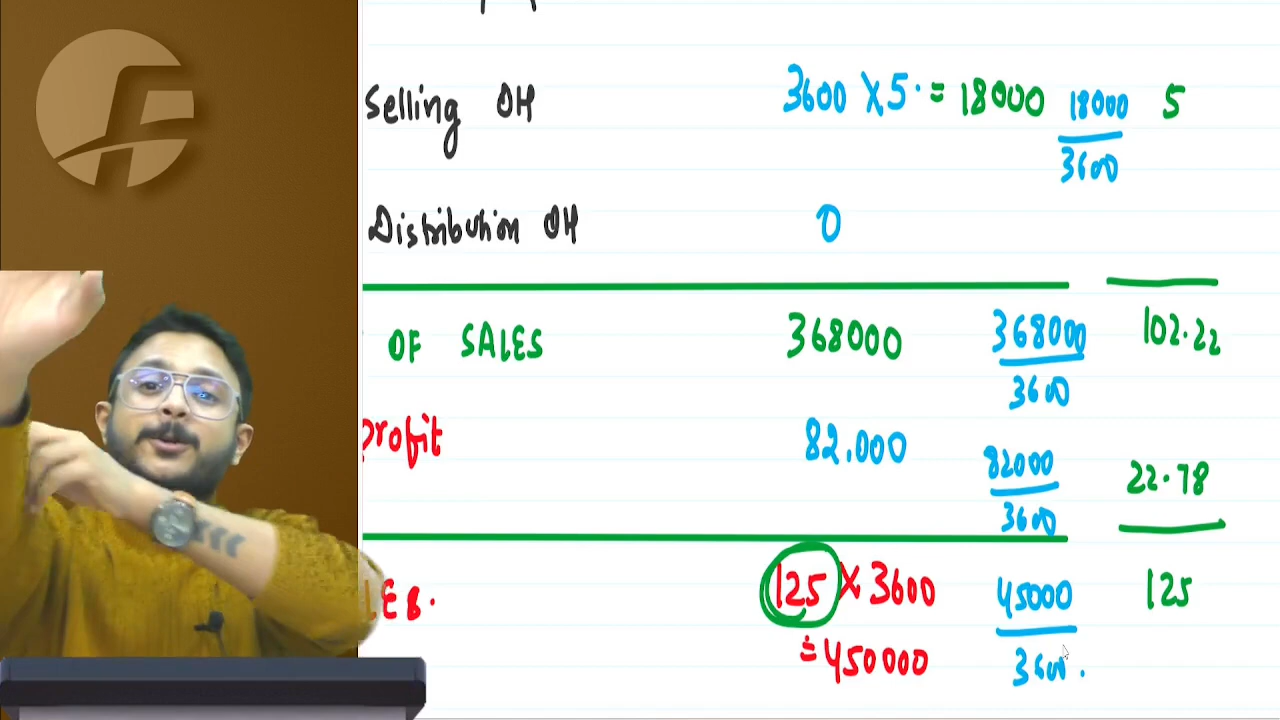 Selling OH 3600 X 5. = 18000 18000/3600 5
Distribution OH 0
OF SALES 368000 368000/3600 102.22
profit 82.000 82000/3600 22.78
LES. 125 X 3600 45000/3600. 125
= 450000